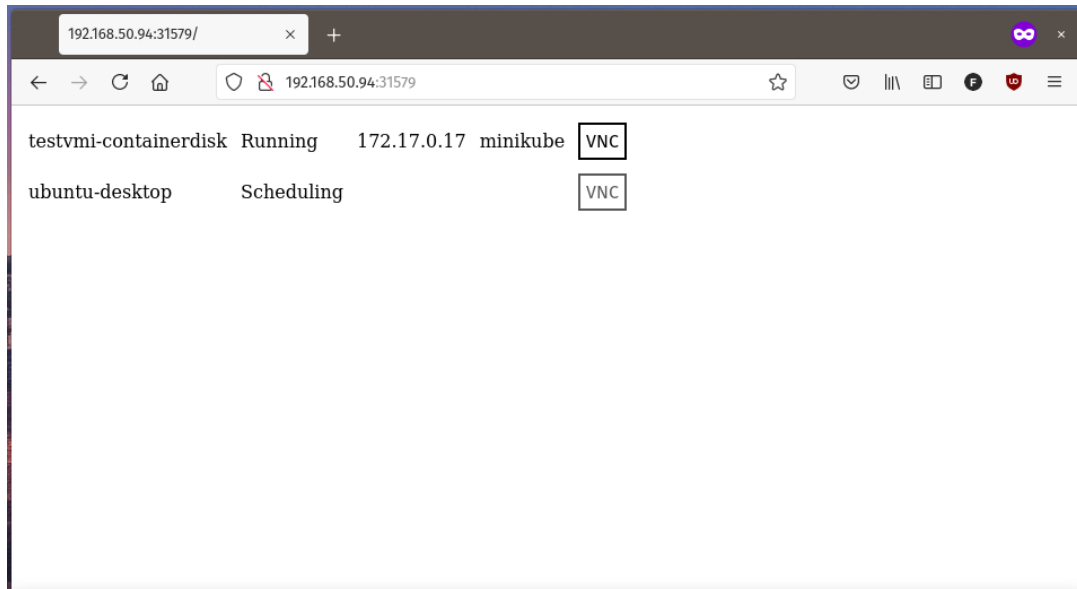 192.168.50.94:31579/
192.168.50.94:31579
testvmi-containerdisk Running 172.17.0.17 minikube VNC
ubuntu-desktop Scheduling VNC